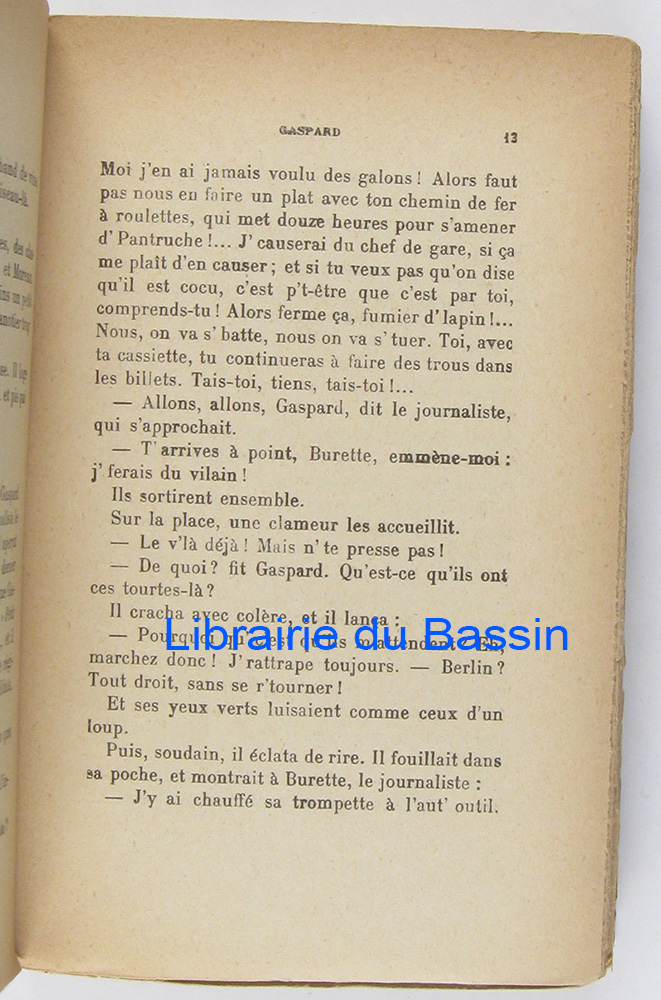 GASPARD
13
Moi j'en ai jamais voulu des galons ! Alors faut
pas nous en faire un plat avec ton chemin de fer
à roulettes, qui met douze heures pour s'amener
d' Pantruche !... J' causerai du chef de gare, si ça
me plaît d'en causer ; et si tu veux pas qu'on dise
qu'il est cocu, c'est p't-être que c'est par toi,
comprends-tu ! Alors ferme ça, fumier d' lapin !...
Nous, on va s' batte, nous on va s' tuer. Toi, avec
ta cassiette, tu continueras à faire des trous dans
les billets. Tais-toi, tiens, tais-toi !...
— Allons, allons, Gaspard, dit le journaliste,
qui s'approchait.
— T' arrives à point, Burette, emmène-moi :
j' ferais du vilain !
Ils sortirent ensemble.
Sur la place, une clameur les accueillit.
— Le v'là déjà ! Mais n' te presse pas !
— De quoi ? fit Gaspard. Qu'est-ce qu'ils ont
ces tourtes-là ?
Il cracha avec colère, et il lança :
— Pourquoi qu'c'est qu'ils m'attendent ? Eh,
Librairie du Bassin
marchez donc ! J' rattrape toujours. — Berlin ?
Tout droit, sans se r'tourner !
Et ses yeux verts luisaient comme ceux d'un
loup.
Puis, soudain, il éclata de rire. Il fouillait dans
sa poche, et montrait à Burette, le journaliste :
— J'y ai chauffé sa trompette à l'aut' outil.